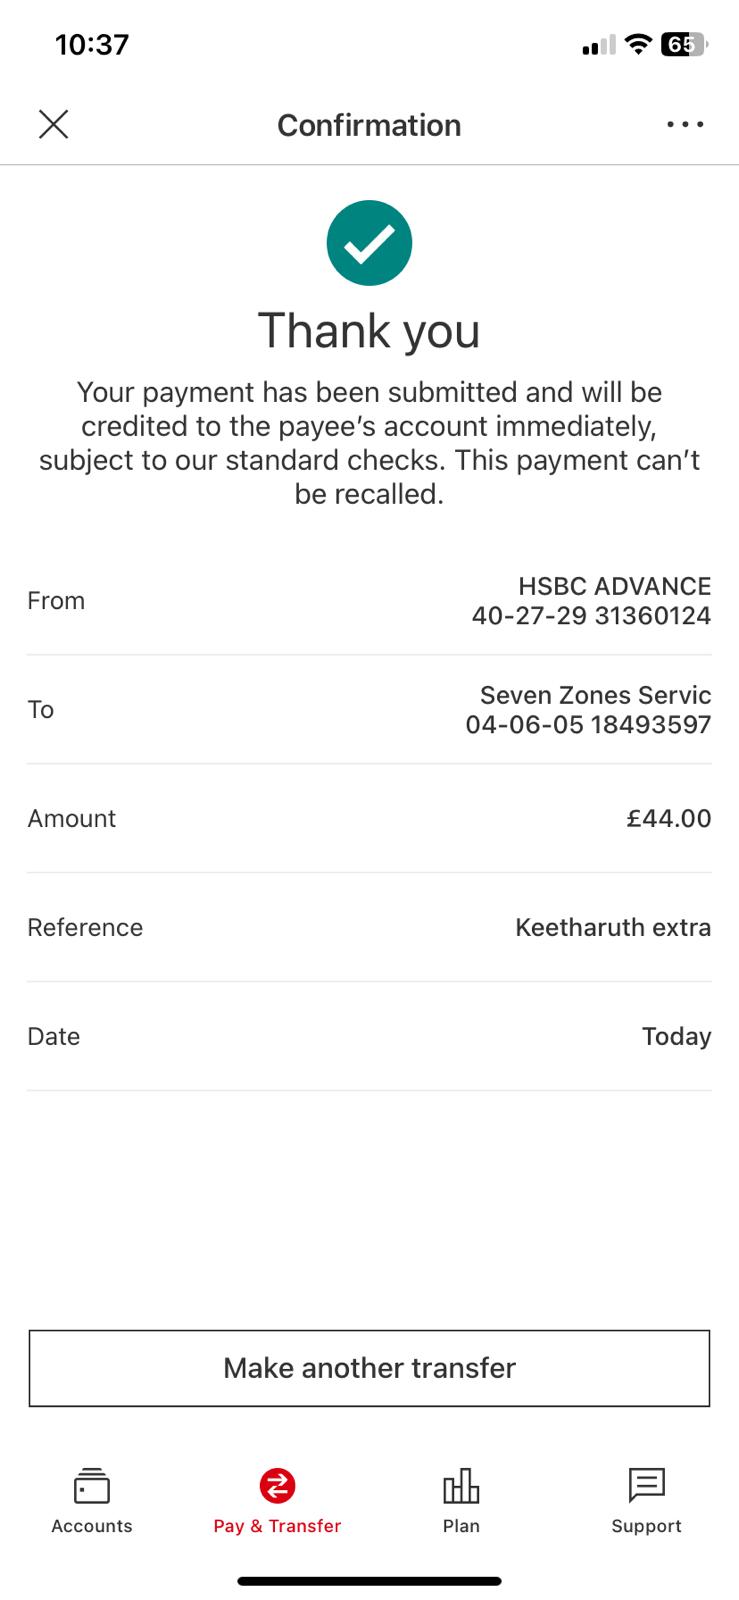 10:37
65
Confirmation
Thank you
Your payment has been submitted and will be
credited to the payee’s account immediately,
subject to our standard checks. This payment can’t
be recalled.
From
HSBC ADVANCE
40-27-29 31360124
To
Seven Zones Servic
04-06-05 18493597
Amount
£44.00
Reference
Keetharuth extra
Date
Today
Make another transfer
Accounts
Pay & Transfer
Plan
Support